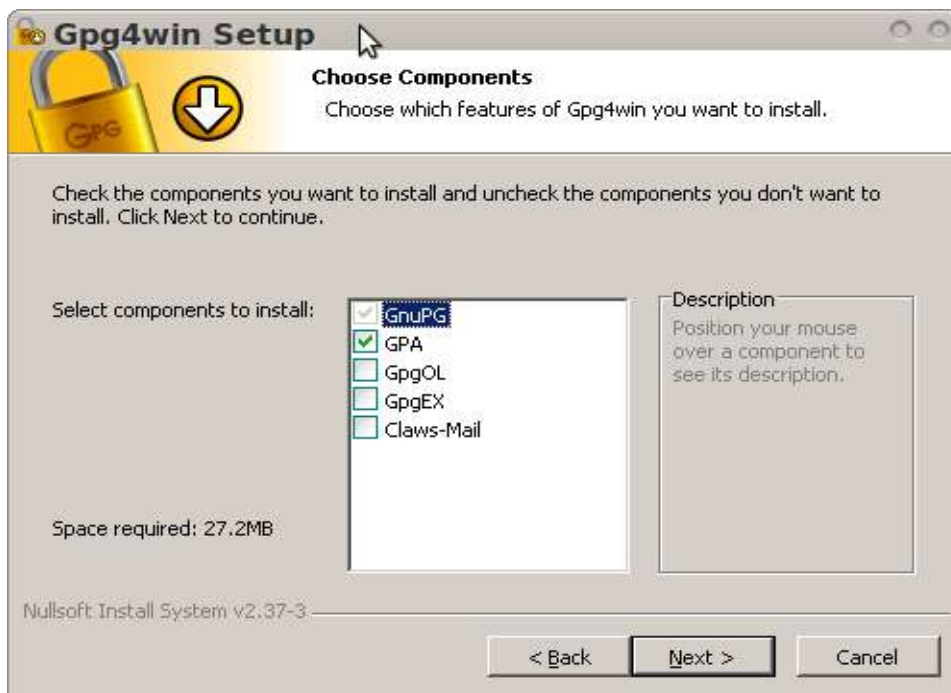 Gpg4win Setup
Choose Components
Choose which features of Gpg4win you want to install.
GPG
Check the components you want to install and uncheck the components you don't want to
install. Click Next to continue.
Select components to install:
GnuPG
GPA
GpgOL
GpgEX
Claws-Mail
Description
Position your mouse
over a component to
see its description.
Space required: 27.2MB
Nullsoft Install System v2.37-3
< Back
Next >
Cancel